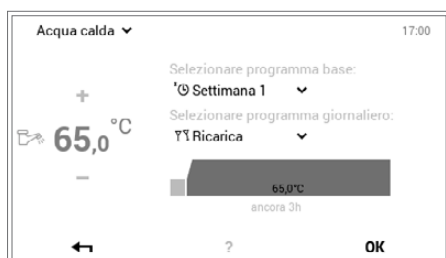 Acqua calda
17:00
Selezionare programma base:
Settimana 1
Selezionare programma giornaliero:
Ricarica
+
65,0 °C
−
65,0°C
ancora 3h
?
OK